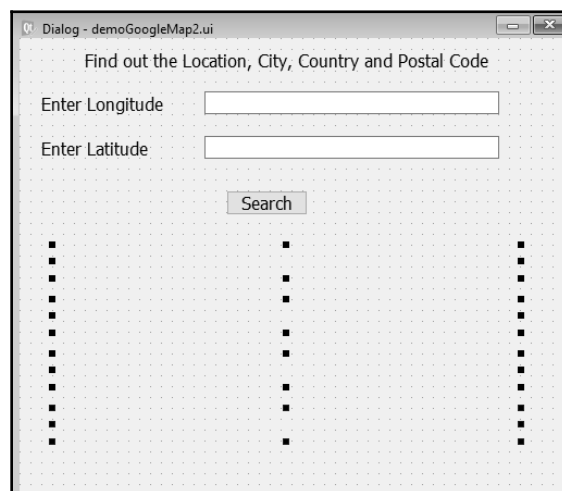 Dialog - demoGoogleMap2.ui
Find out the Location, City, Country and Postal Code
Enter Longitude
Enter Latitude
Search